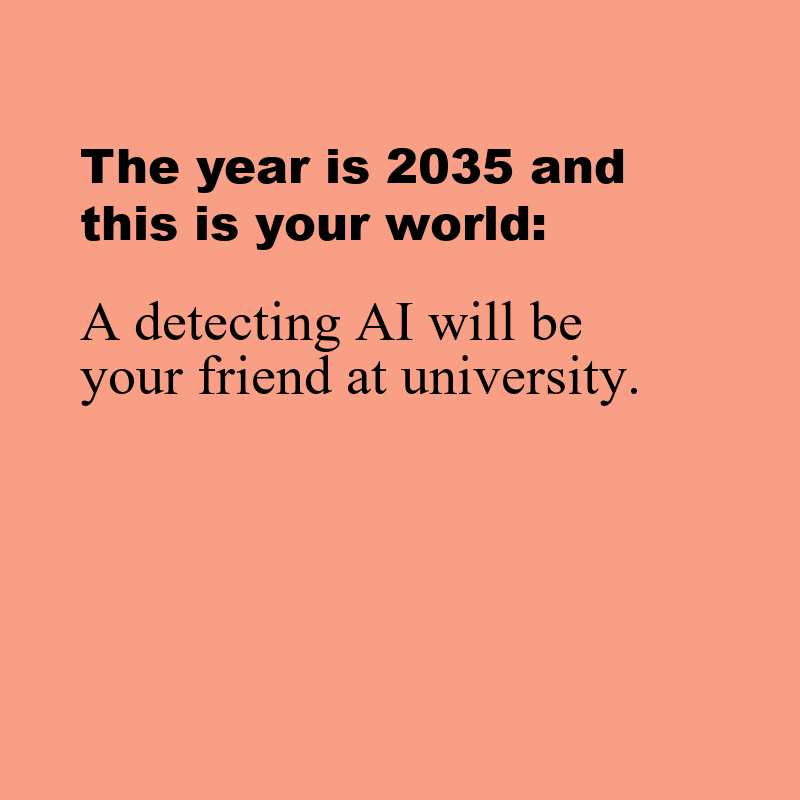 The year is 2035 and
this is your world:
A detecting AI will be
your friend at university.